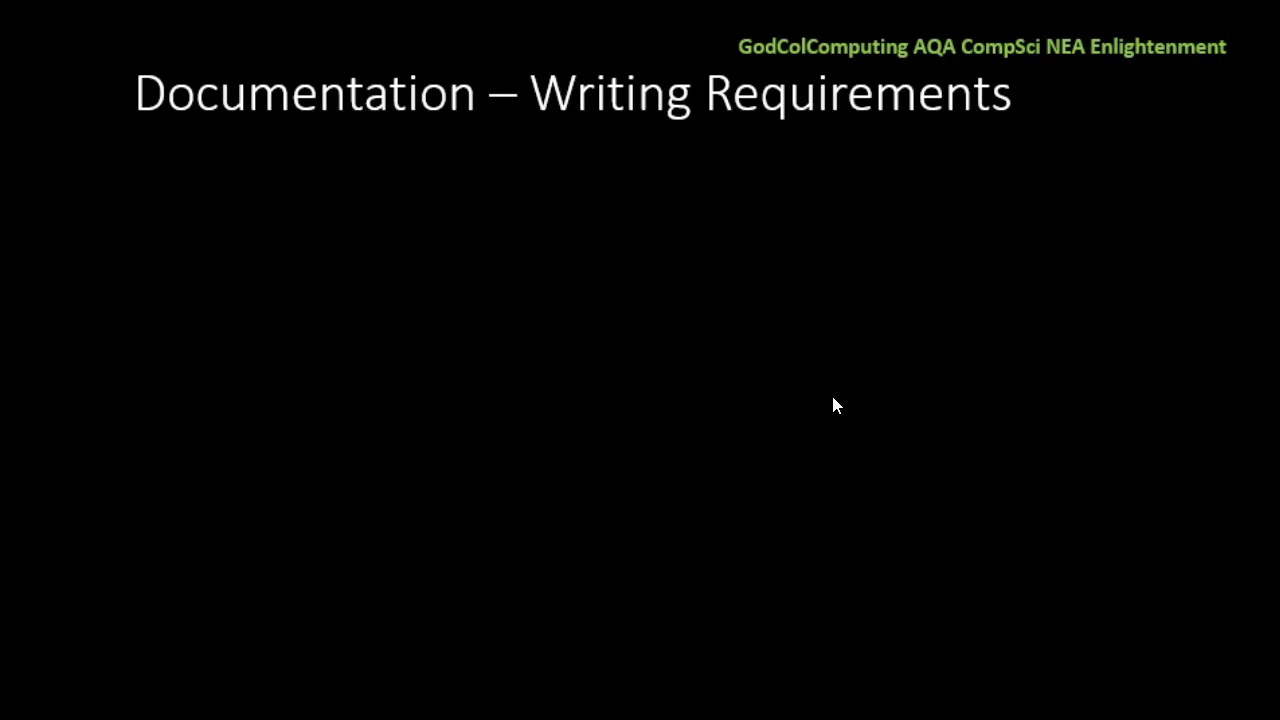 GodColComputing AQA CompSci NEA Enlightenment
Documentation – Writing Requirements